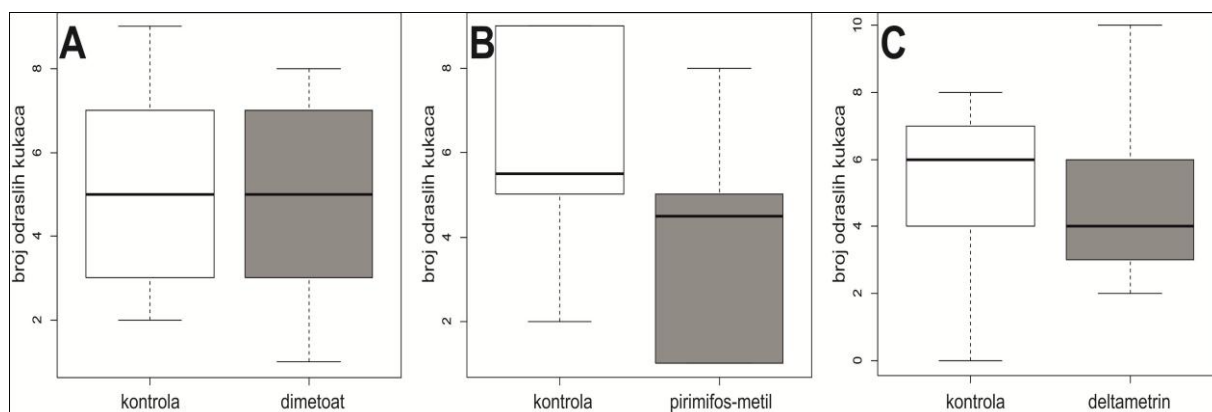 A
broj odraslih kukaca
8
6
4
2
kontrola dimetoat
B
broj odraslih kukaca
8
6
4
2
kontrola pirimifos-metil
C
broj odraslih kukaca
10
8
6
4
2
0
kontrola deltametrin